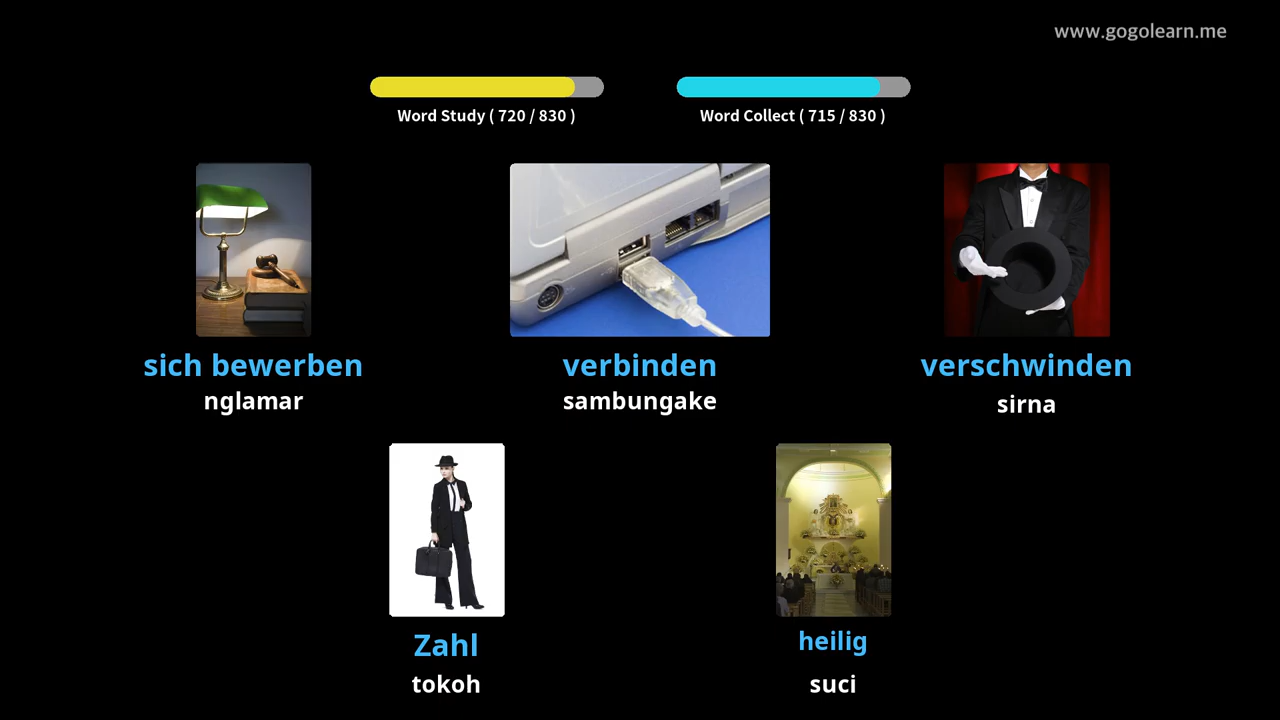 www.gogolearn.me
Word Study ( 720 / 830 )
Word Collect ( 715 / 830 )
sich bewerben
nglamar
verbinden
sambungake
verschwinden
sirna
Zahl
tokoh
heilig
suci